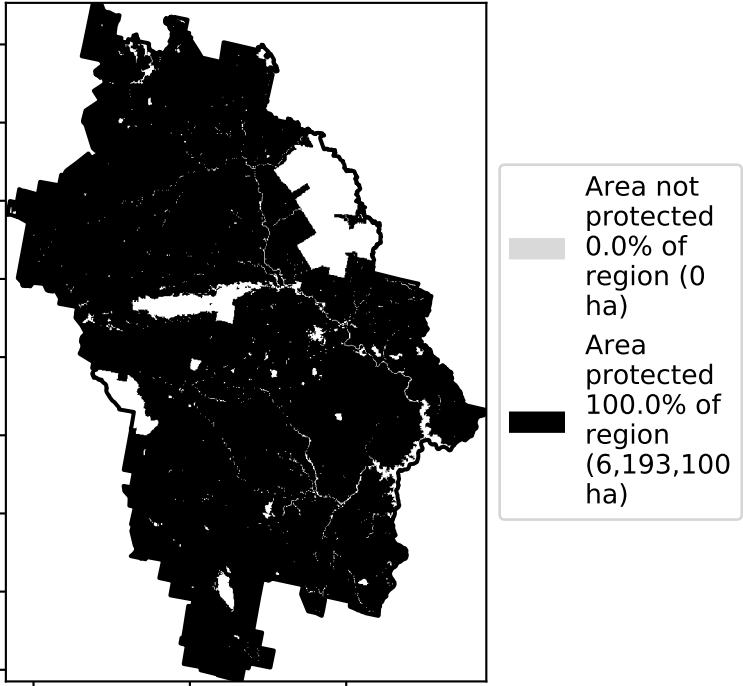 Area not
protected
0.0% of
region (0
ha)
Area
protected
100.0% of
region
(6,193,100
ha)